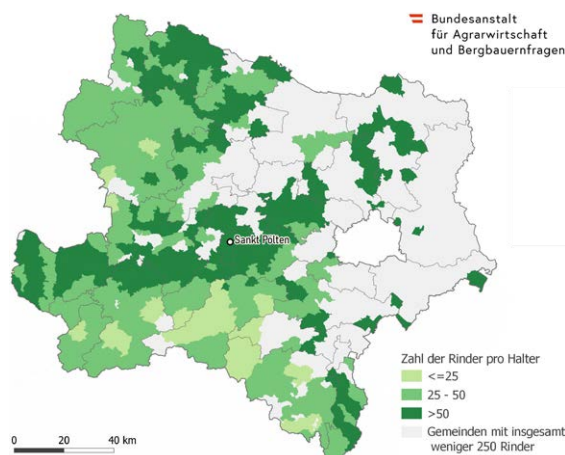 Bundesanstalt
für Agrarwirtschaft
und Bergbauernfragen
Sankt Pölten
Zahl der Rinder pro Halter
<=25
25 - 50
>50
Gemeinden mit insgesamt
weniger 250 Rinder
0 20 40 km